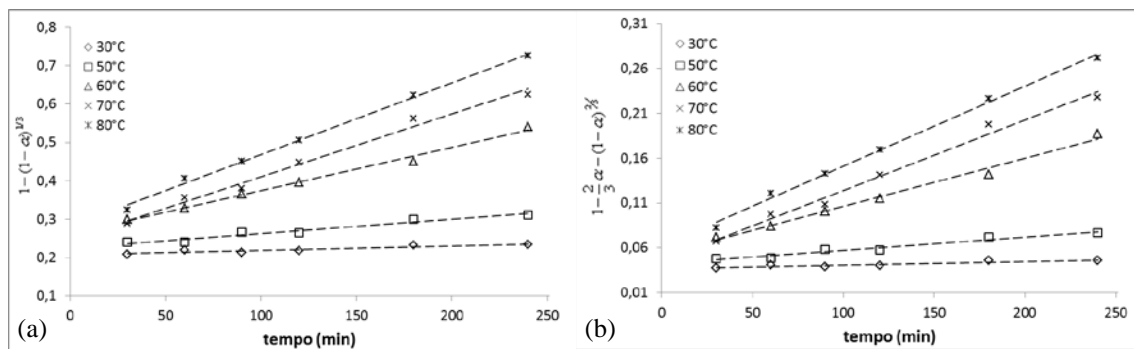 0,8
0,7
0,6
0,5
0,4
0,3
0,2
0,1
1−(1−α)^{1/3}
30°C
50°C
60°C
70°C
80°C
0 50 100 150 200 250
tempo (min)
(a)
0,31
0,26
0,21
0,16
0,11
0,06
0,01
1−\frac{2}{3}α−(1−α)^{2/3}
30°C
50°C
60°C
70°C
80°C
0 50 100 150 200 250
tempo (min)
(b)